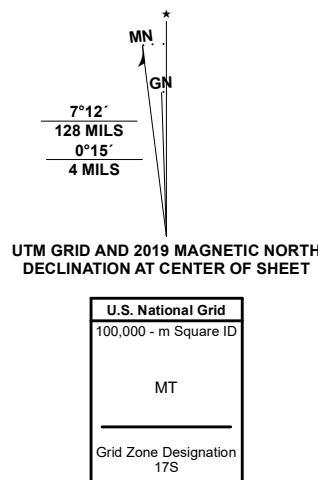 ★
MN
GN
7°12´
128 MILS
0°15´
4 MILS
UTM GRID AND 2019 MAGNETIC NORTH
DECLINATION AT CENTER OF SHEET
U.S. National Grid
100,000 - m Square ID
MT
Grid Zone Designation
17S